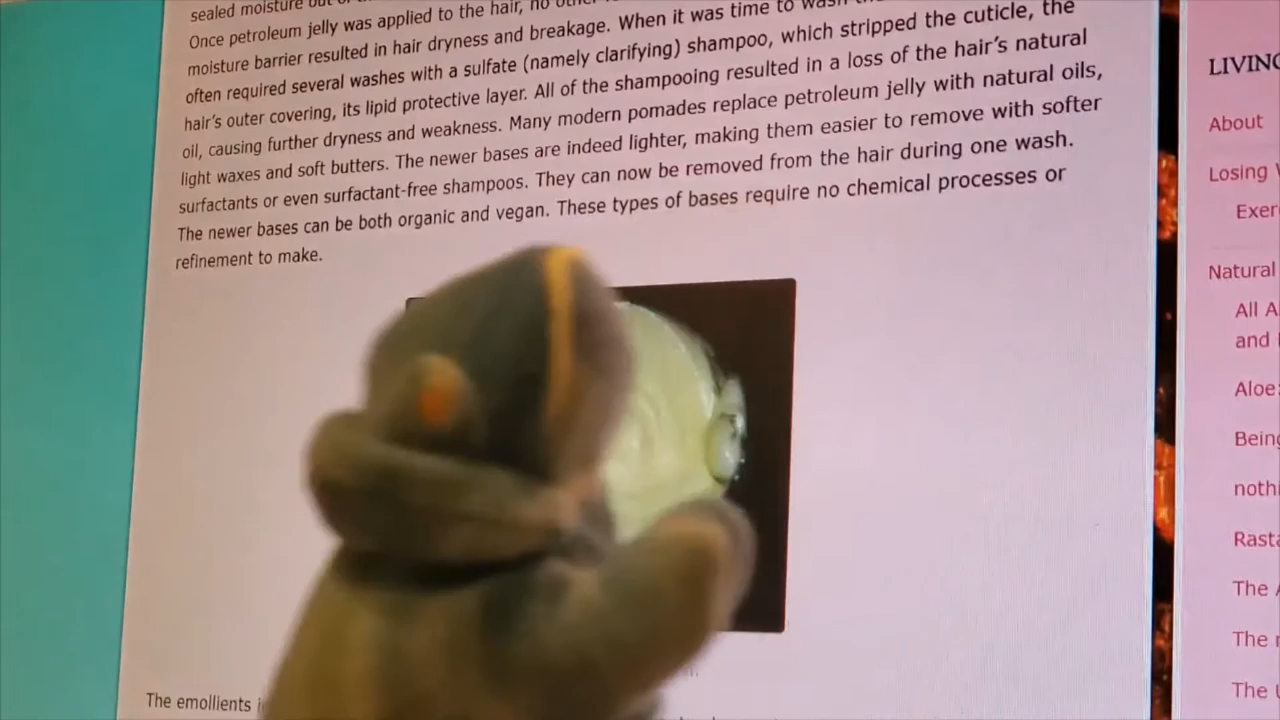 sealed moisture out of
Once petroleum jelly was applied to the hair, no
moisture barrier resulted in hair dryness and breakage. When it was time to wash
often required several washes with a sulfate (namely clarifying) shampoo, which stripped the cuticle, the
hair's outer covering, its lipid protective layer. All of the shampooing resulted in a loss of the hair's natural
oil, causing further dryness and weakness. Many modern pomades replace petroleum jelly with natural oils,
light waxes and soft butters. The newer bases are indeed lighter, making them easier to remove with softer
surfactants or even surfactant-free shampoos. They can now be removed from the hair during one wash.
The newer bases can be both organic and vegan. These types of bases require no chemical processes or
refinement to make.
The emollients
LIVING
About
Losing
Exer
Natural
All A
and
Aloe:
Being
nothi
Rasta
The
The
The